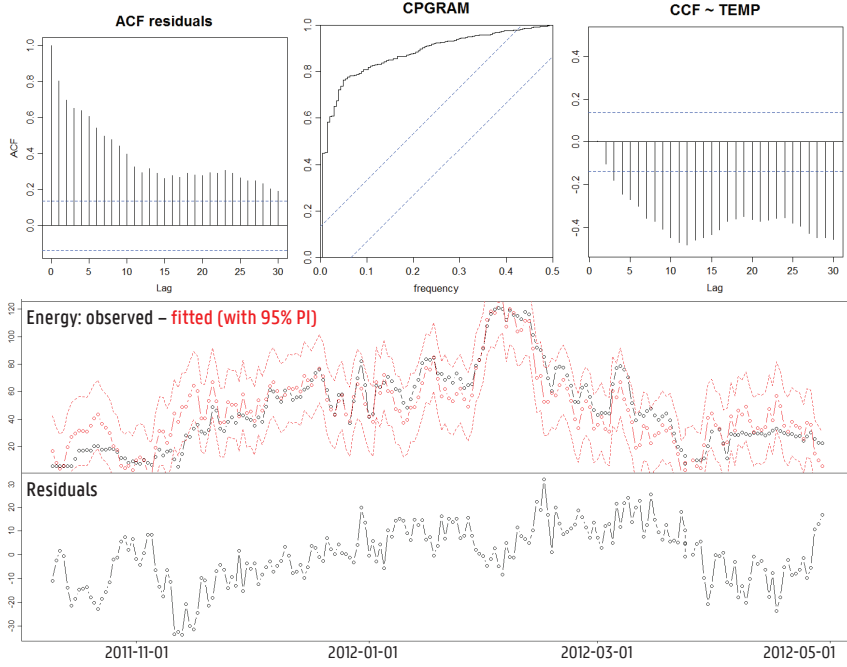 ACF residuals
CPGRAM
CCF ~ TEMP
ACF
0.0 0.2 0.4 0.6 0.8 1.0
0 5 10 15 20 25 30
Lag
0.0 0.2 0.4 0.6 0.8 1.0
0.0 0.1 0.2 0.3 0.4 0.5
frequency
-0.4 -0.2 0.0 0.2 0.4
0 5 10 15 20 25 30
Lag
Energy: observed – fitted (with 95% PI)
20 40 60 80 100 120
Residuals
-30 -20 -10 0 10 20 30
2011-11-01 2012-01-01 2012-03-01 2012-05-01